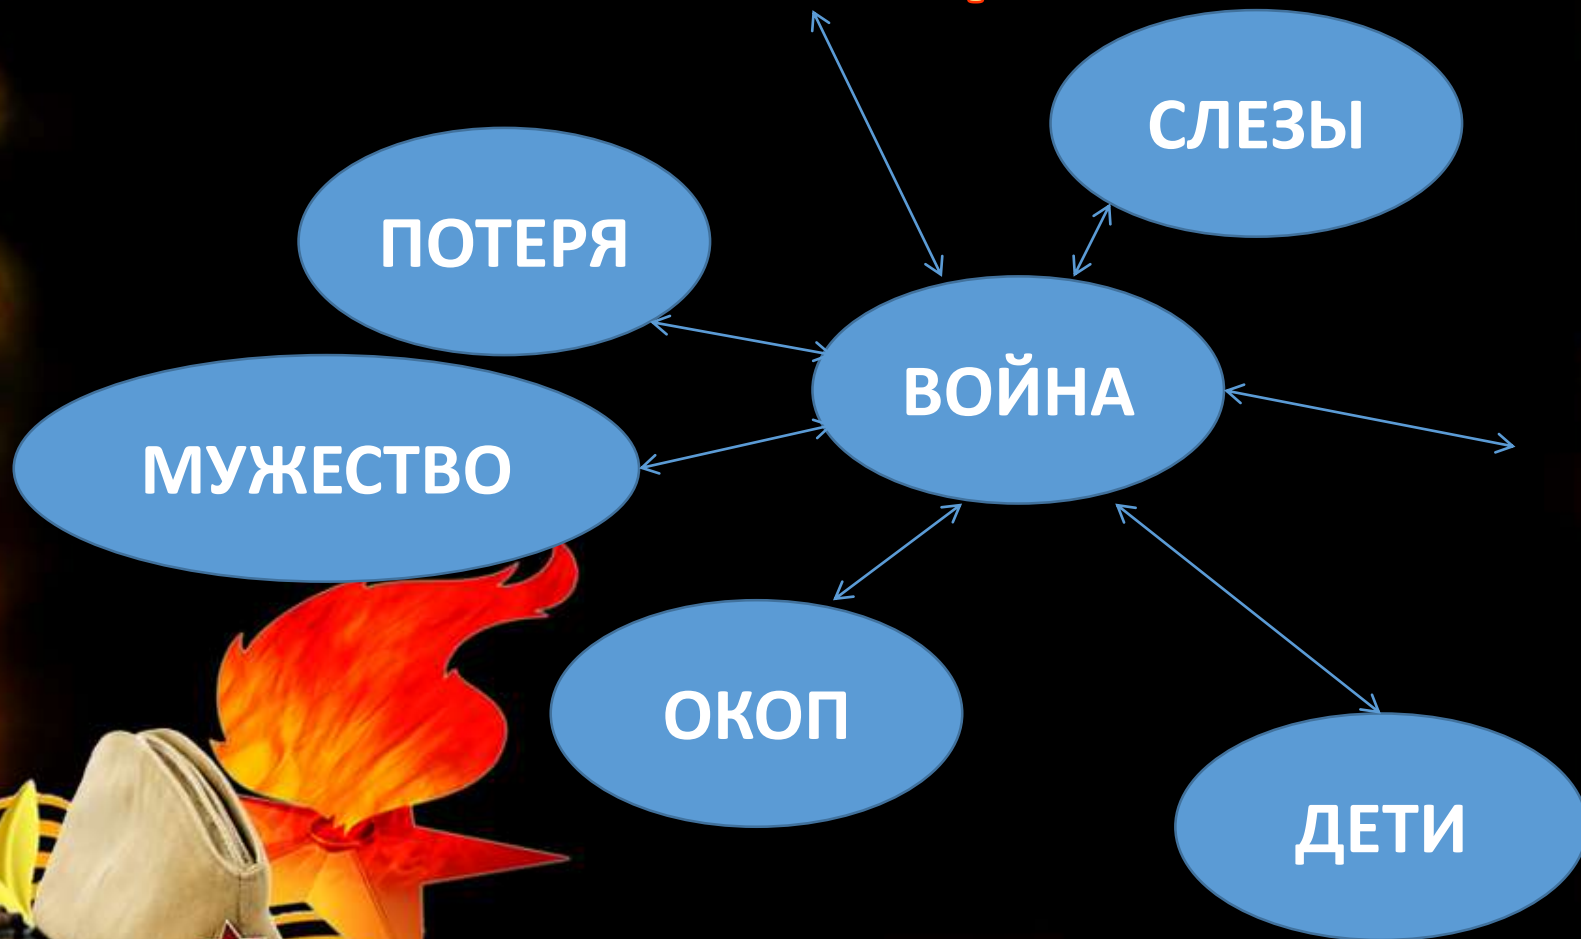 СЛЕЗЫ
ПОТЕРЯ
ВОЙНА
МУЖЕСТВО
ОКОП
ДЕТИ